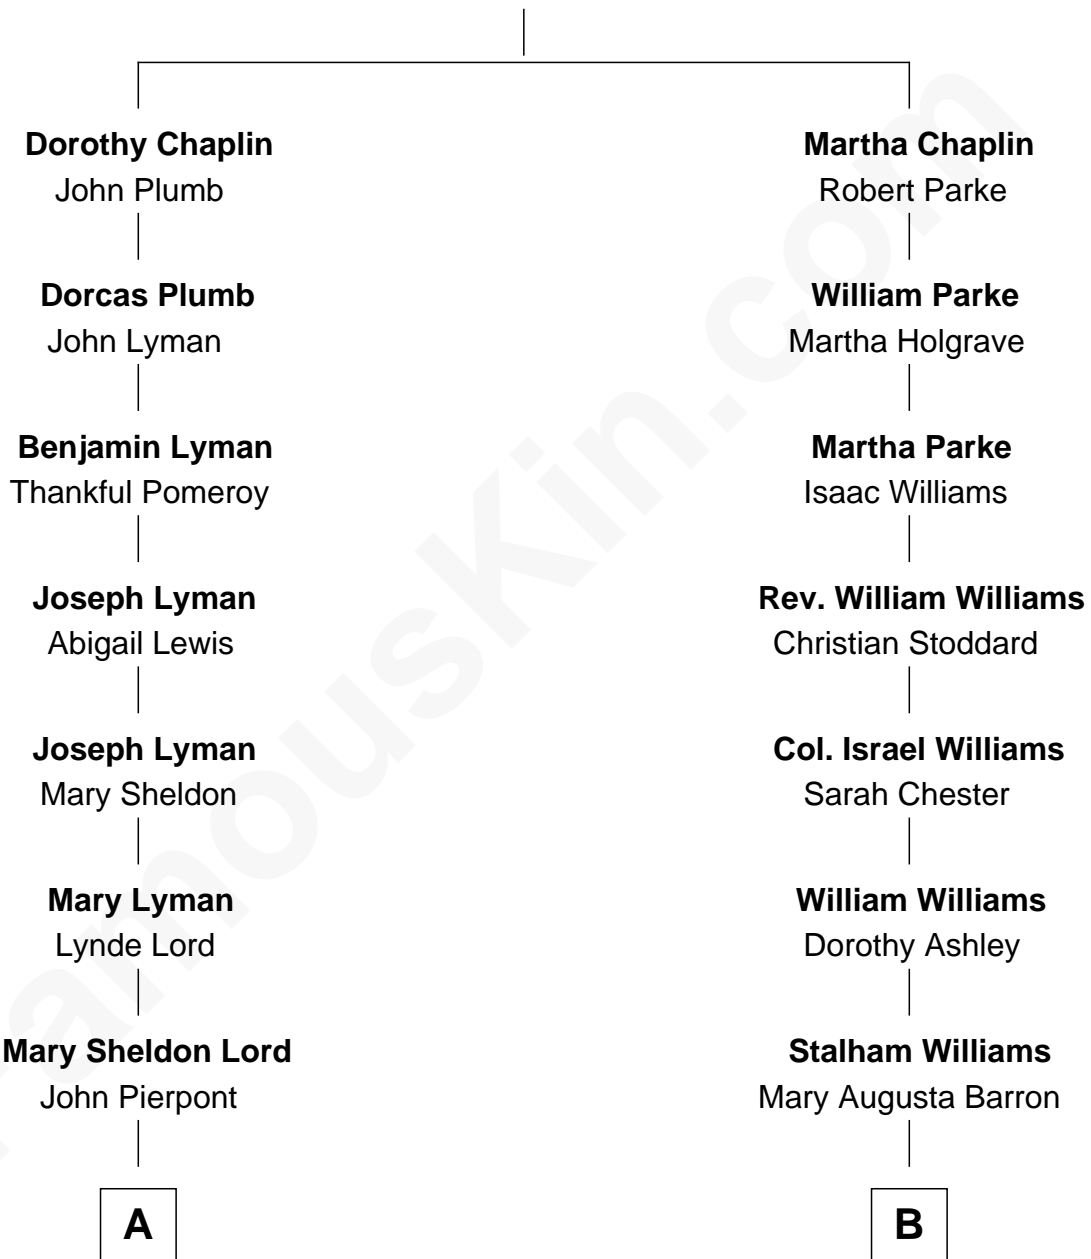 Dorothy Chaplin
John Plumb
Martha Chaplin
Robert Parke
Dorcas Plumb
John Lyman
William Parke
Martha Holgrave
Benjamin Lyman
Thankful Pomeroy
Martha Parke
Isaac Williams
Joseph Lyman
Abigail Lewis
Rev. William Williams
Christian Stoddard
Joseph Lyman
Mary Sheldon
Col. Israel Williams
Sarah Chester
Mary Lyman
Lynde Lord
William Williams
Dorothy Ashley
Mary Sheldon Lord
John Pierpont
Stalham Williams
Mary Augusta Barron
A
B
FamousKin.com